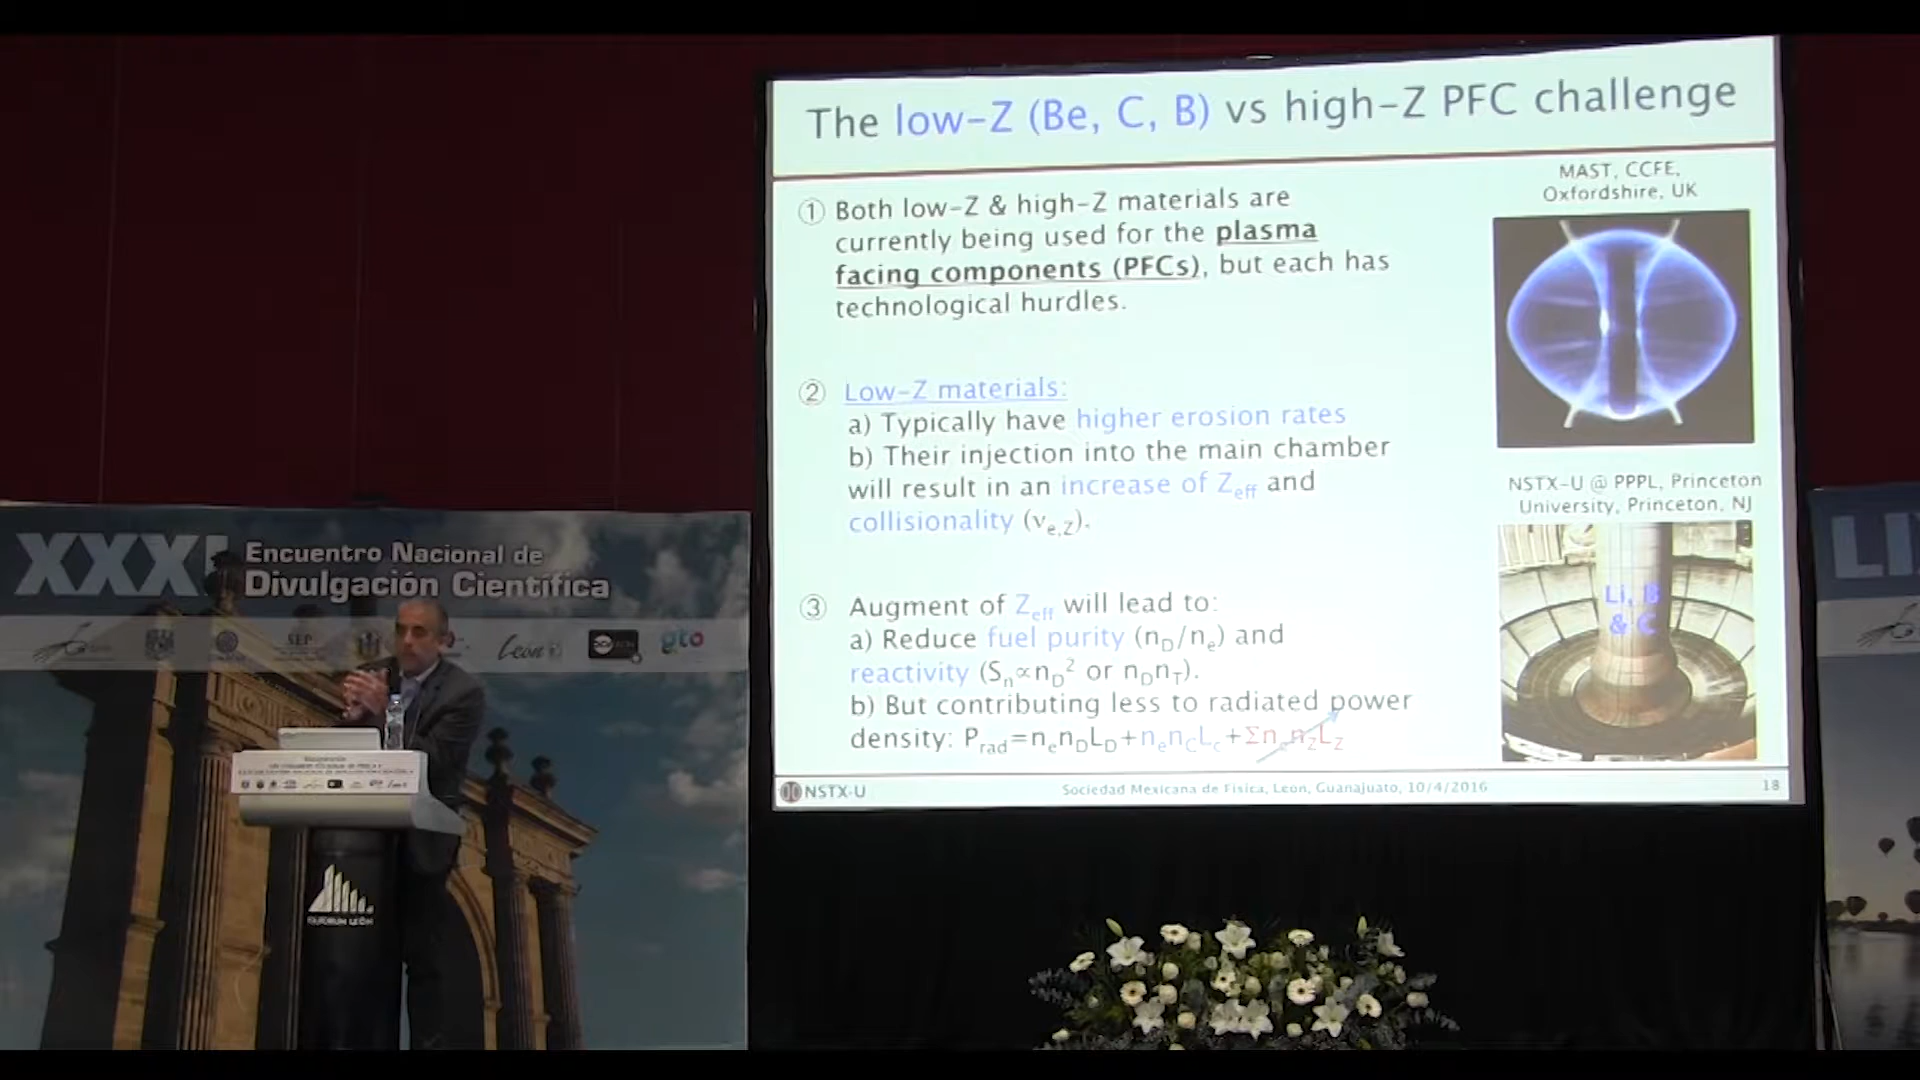 The low-Z (Be, C, B) vs high-Z PFC challenge
① Both low-Z & high-Z materials are
currently being used for the plasma
facing components (PFCs), but each has
technological hurdles.
② Low-Z materials:
a) Typically have higher erosion rates
b) Their injection into the main chamber
will result in an increase of Zeff and
collisionality (νe,Z).
③ Augment of Zeff will lead to:
a) Reduce fuel purity (nD/ne) and
reactivity (Sn∝nD² or nDnT).
b) But contributing less to radiated power
density: Prad=nenDLD+nenCLc+ΣnenZLZ
MAST, CCFE,
Oxfordshire, UK
NSTX-U @ PPPL, Princeton
University, Princeton, NJ
Li, B
& C
NSTX-U
Sociedad Mexicana de Física, León, Guanajuato, 10/4/2016
18
XXXI
Encuentro Nacional de
Divulgación Científica
SEP
León
gto
LI